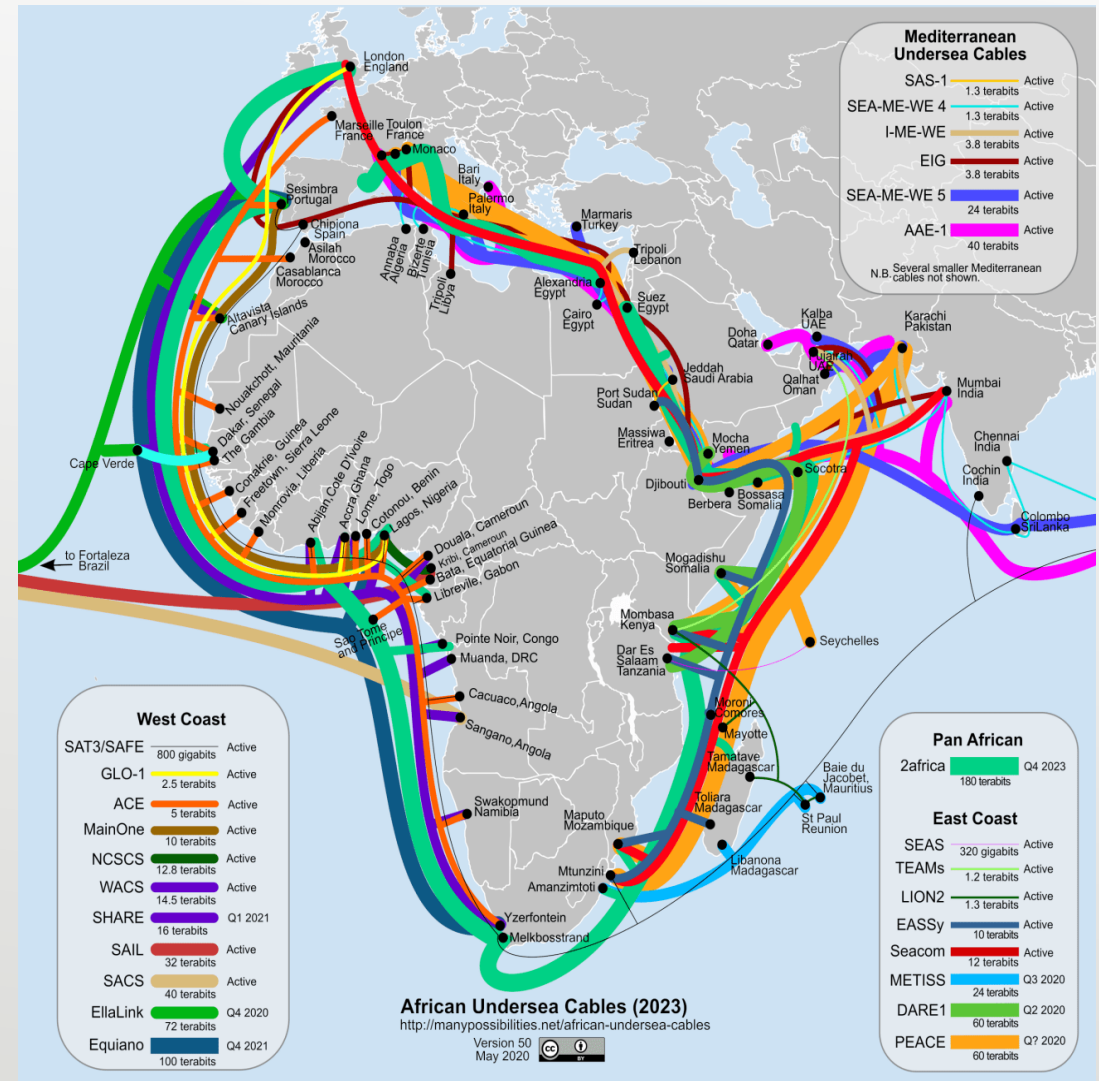 London
England
Marseille
France
Toulon
France
Monaco
Bari
Italy
Palermo
Italy
Marmaris
Turkey
Tripoli
Lebanon
Sesimbra
Portugal
Chipiona
Spain
Asilah
Morocco
Casablanca
Morocco
Annaba
Algeria
Bizerte
Tunisia
Tripoli
Libya
Alexandria
Egypt
Cairo
Egypt
Suez
Egypt
Altavista
Canary Islands
Doha
Qatar
Kalba
UAE
Fujairah
UAE
Qalhat
Oman
Karachi
Pakistan
Jeddah
Saudi Arabia
Port Sudan
Sudan
Massiwa
Eritrea
Mocha
Yemen
Mumbai
India
Chennai
India
Cochin
India
Colombo
SriLanka
Nouakchott, Mauritania
Dakar, Senegal
The Gambia
Cape Verde
Conakrie, Guinea
Freetown, Sierra Leone
Monrovia, Liberia
Abijan,Cote D'Ivoire
Accra,Ghana
Lome, Togo
Cotonou, Benin
Lagos, Nigeria
Douala, Cameroun
Kribi, Cameroun
Bata, Equatorial Guinea
Libreville, Gabon
Djibouti
Berbera
Bossasa
Somalia
Socotra
to Fortaleza
Brazil
Sao Tome
and Principe
Mogadishu
Somalia
Mombasa
Kenya
Dar Es
Salaam
Tanzania
Seychelles
Pointe Noir, Congo
Muanda, DRC
Cacuaco,Angola
Sangano,Angola
Moroni
Comores
Mayotte
Tamatave
Madagascar
Toliara
Madagascar
Baie du
Jacobet,
Mauritius
St Paul
Reunion
Libanona
Madagascar
Swakopmund
Namibia
Maputo
Mozambique
Mtunzini
Amanzimtoti
Yzerfontein
Melkbosstrand
Mediterranean
Undersea Cables
SAS-1 Active
1.3 terabits
SEA-ME-WE 4 Active
1.3 terabits
I-ME-WE Active
3.8 terabits
EIG Active
3.8 terabits
SEA-ME-WE 5 Active
24 terabits
AAE-1 Active
40 terabits
N.B. Several smaller Mediterranean
cables not shown.
West Coast
SAT3/SAFE Active
800 gigabits
GLO-1 Active
2.5 terabits
ACE Active
5 terabits
MainOne Active
10 terabits
NCSCS Active
12.8 terabits
WACS Active
14.5 terabits
SHARE Q1 2021
16 terabits
SAIL Active
32 terabits
SACS Active
40 terabits
EllaLink Q4 2020
72 terabits
Equiano Q4 2021
100 terabits
Pan African
2africa Q4 2023
180 terabits
East Coast
SEAS Active
320 gigabits
TEAMs Active
1.2 terabits
LION2 Active
1.3 terabits
EASSy Active
10 terabits
Seacom Active
12 terabits
METISS Q3 2020
24 terabits
DARE1 Q2 2020
60 terabits
PEACE Q? 2020
60 terabits
African Undersea Cables (2023)
http://manypossibilities.net/african-undersea-cables
Version 50
May 2020
cc
BY